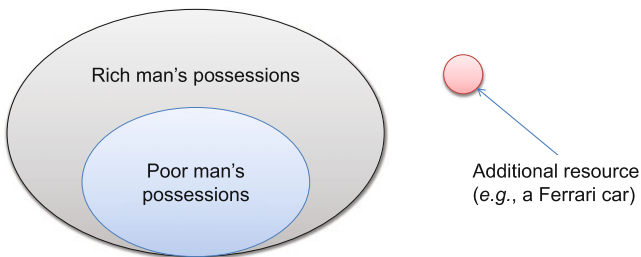 Rich man's possessions
Poor man's
possessions
Additional resource
(e.g., a Ferrari car)